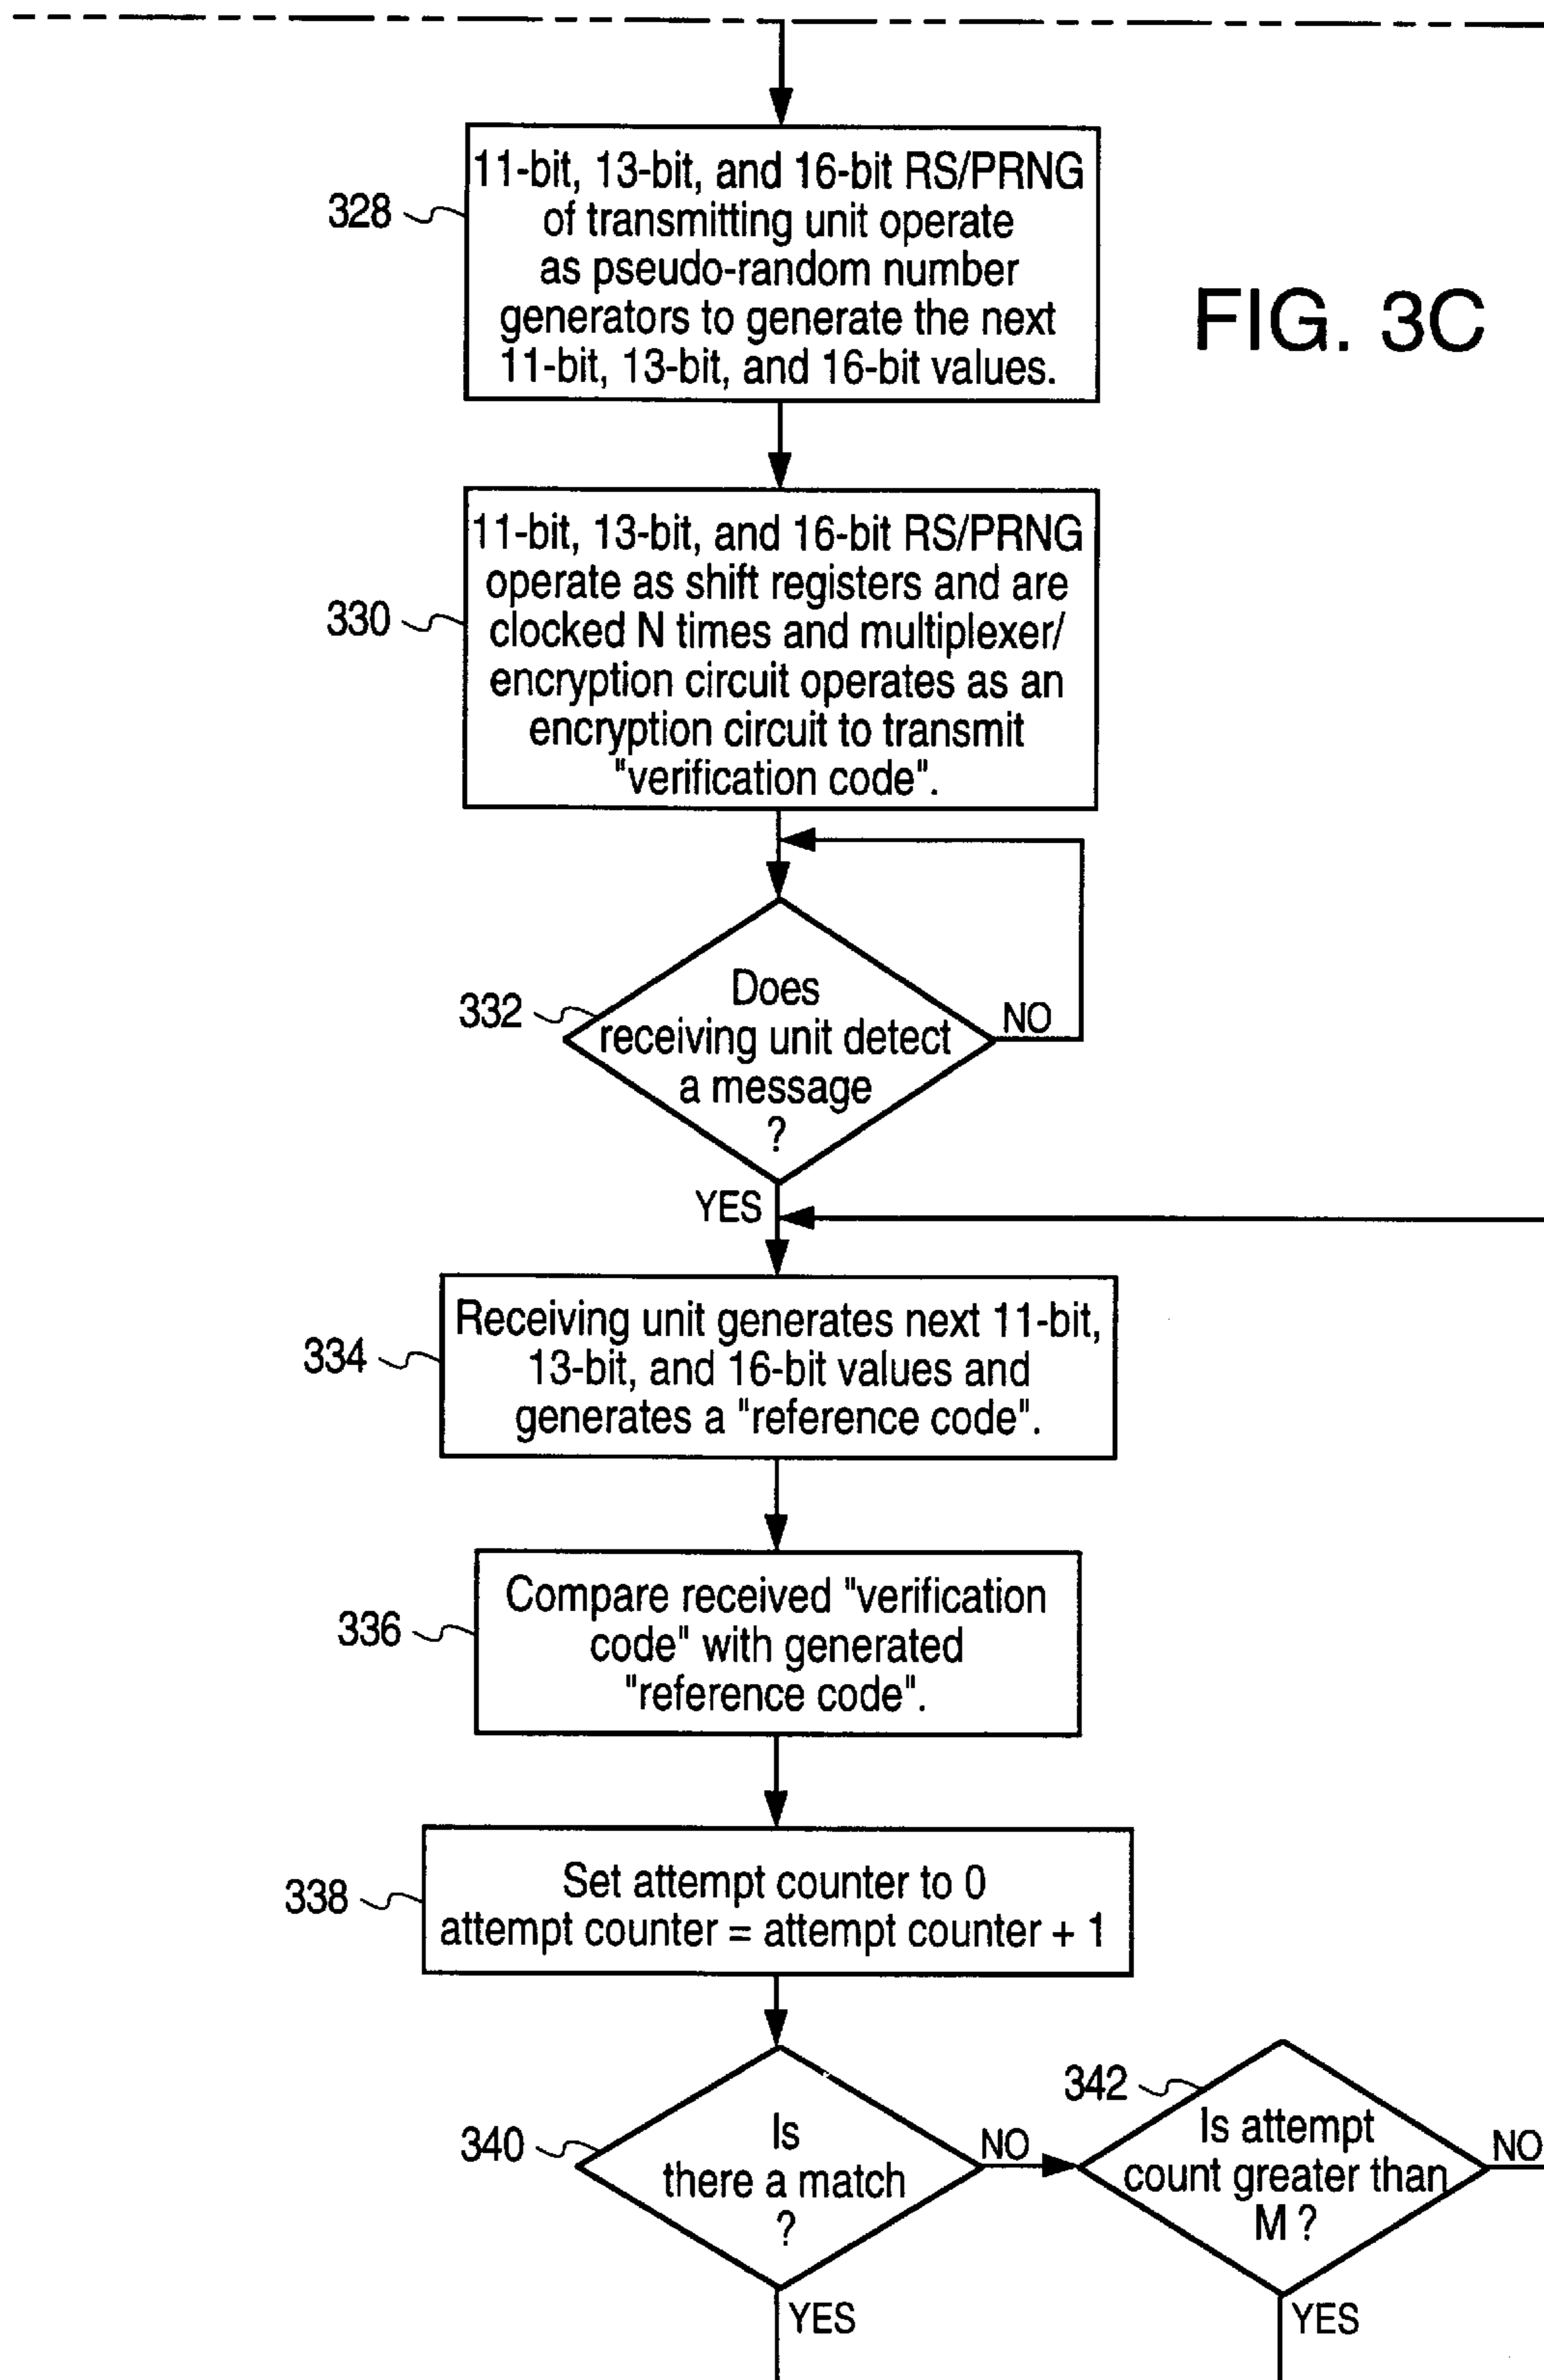 328
11-bit, 13-bit, and 16-bit RS/PRNG
of transmitting unit operate
as pseudo-random number
generators to generate the next
11-bit, 13-bit, and 16-bit values.
FIG. 3C
330
11-bit, 13-bit, and 16-bit RS/PRNG
operate as shift registers and are
clocked N times and multiplexer/
encryption circuit operates as an
encryption circuit to transmit
"verification code".
332
Does
receiving unit detect
a message
?
NO
YES
334
Receiving unit generates next 11-bit,
13-bit, and 16-bit values and
generates a "reference code".
336
Compare received "verification
code" with generated
"reference code".
338
Set attempt counter to 0
attempt counter = attempt counter + 1
340
Is
there a match
?
NO
YES
342
Is attempt
count greater than
M ?
NO
YES